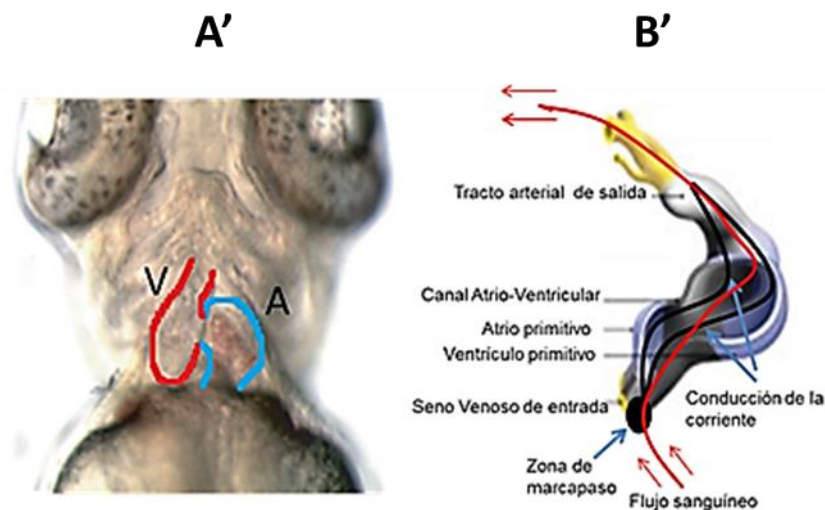 A’ B’
V
A
Tracto arterial de salida
Canal Atrio-Ventricular
Atrio primitivo
Ventrículo primitivo
Seno Venoso de entrada
Conducción de la
corriente
Zona de
marcapaso
Flujo sanguíneo